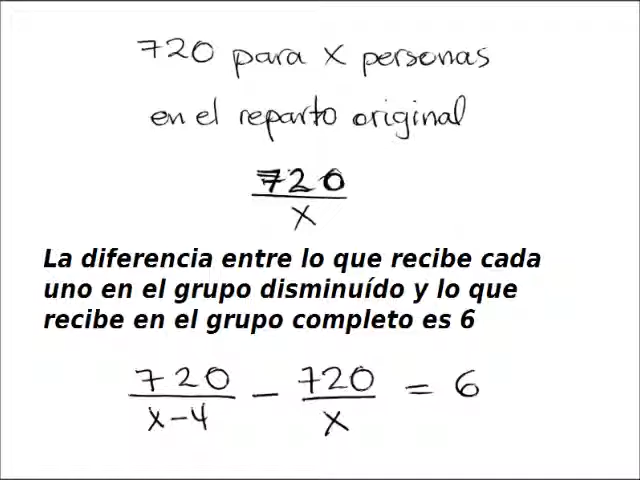 720 para x personas
en el reparto original
720
x
La diferencia entre lo que recibe cada
uno en el grupo disminuído y lo que
recibe en el grupo completo es 6
720/x-4 - 720/x = 6